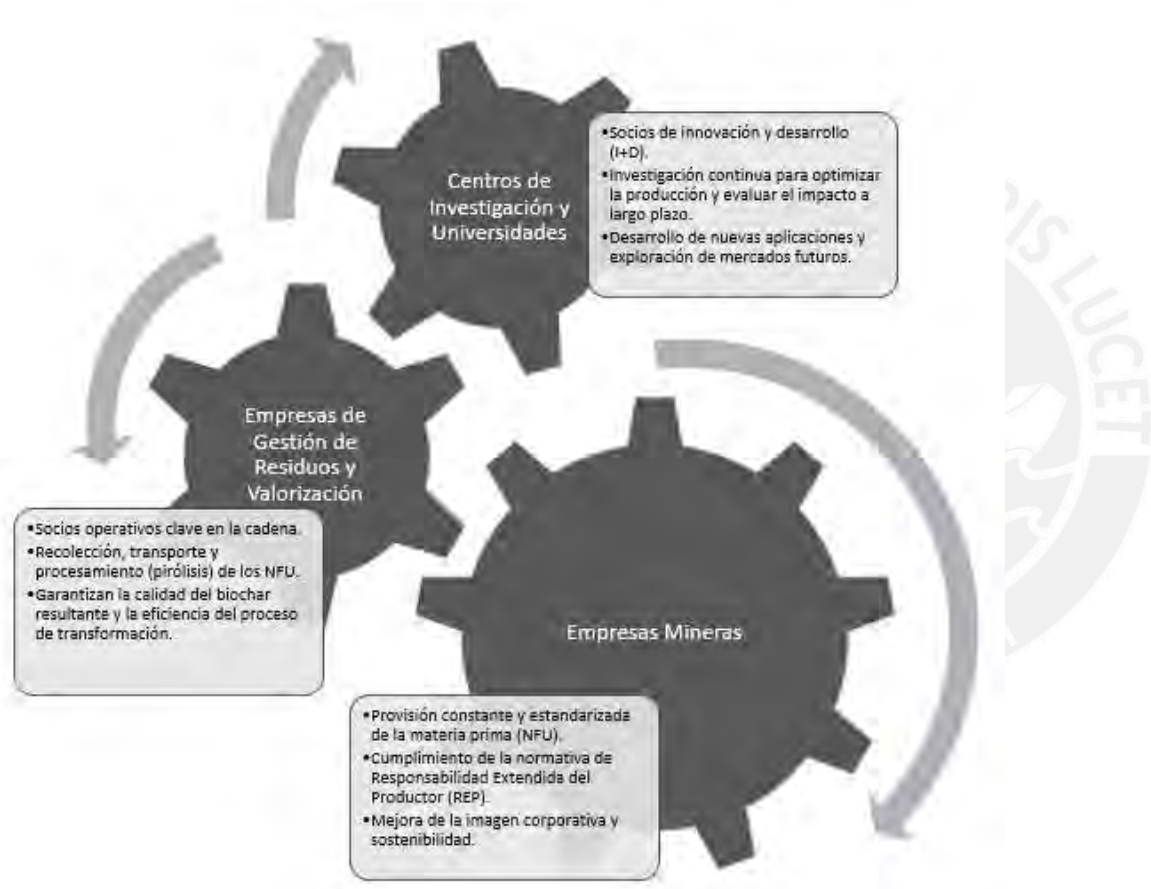 Centros de
Investigación y
Universidades
•Socios de innovación y desarrollo
(I+D).
•Investigación continua para optimizar
la producción y evaluar el impacto a
largo plazo.
•Desarrollo de nuevas aplicaciones y
exploración de mercados futuros.
Empresas de
Gestión de
Residuos y
Valorización
•Socios operativos clave en la cadena.
•Recolección, transporte y
procesamiento (pirólisis) de los NFU.
•Garantizan la calidad del biochar
resultante y la eficiencia del proceso
de transformación.
Empresas Mineras
•Provisión constante y estandarizada
de la materia prima (NFU).
•Cumplimiento de la normativa de
Responsabilidad Extendida del
Productor (REP).
•Mejora de la imagen corporativa y
sostenibilidad.
LUCET